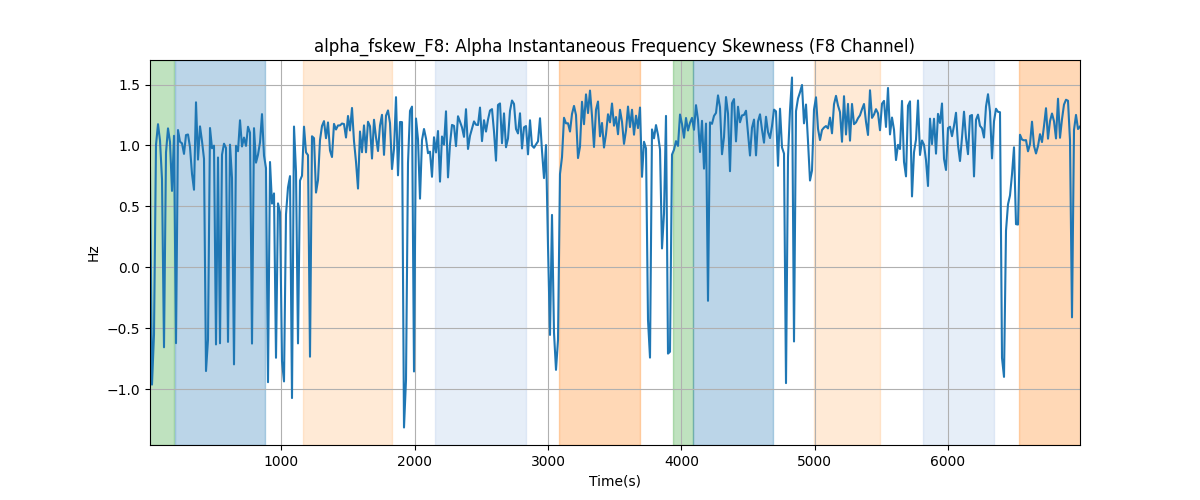 alpha_fskew_F8: Alpha Instantaneous Frequency Skewness (F8 Channel)
1.5
1.0
0.5
0.0
−0.5
−1.0
Hz
1000 2000 3000 4000 5000 6000
Time(s)